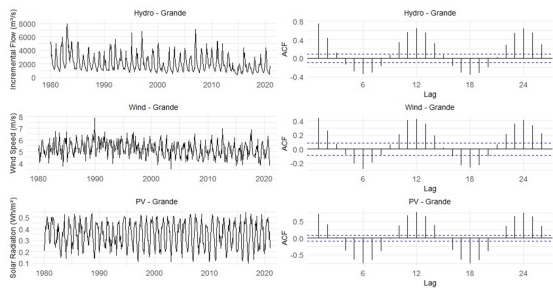 Hydro - Grande
Incremental Flow (m³/s)
8000
6000
4000
2000
0
1980 1990 2000 2010 2020
Hydro - Grande
ACF
0.8
0.4
0.0
-0.4
6 12 18 24
Lag
Wind - Grande
Wind Speed (m/s)
8
7
6
5
4
1980 1990 2000 2010 2020
Wind - Grande
ACF
0.4
0.2
0.0
-0.2
6 12 18 24
Lag
PV - Grande
Solar Radiation (Wh/m²)
0.5
0.4
0.3
0.2
0.1
1980 1990 2000 2010 2020
PV - Grande
ACF
0.5
0.0
-0.5
6 12 18 24
Lag